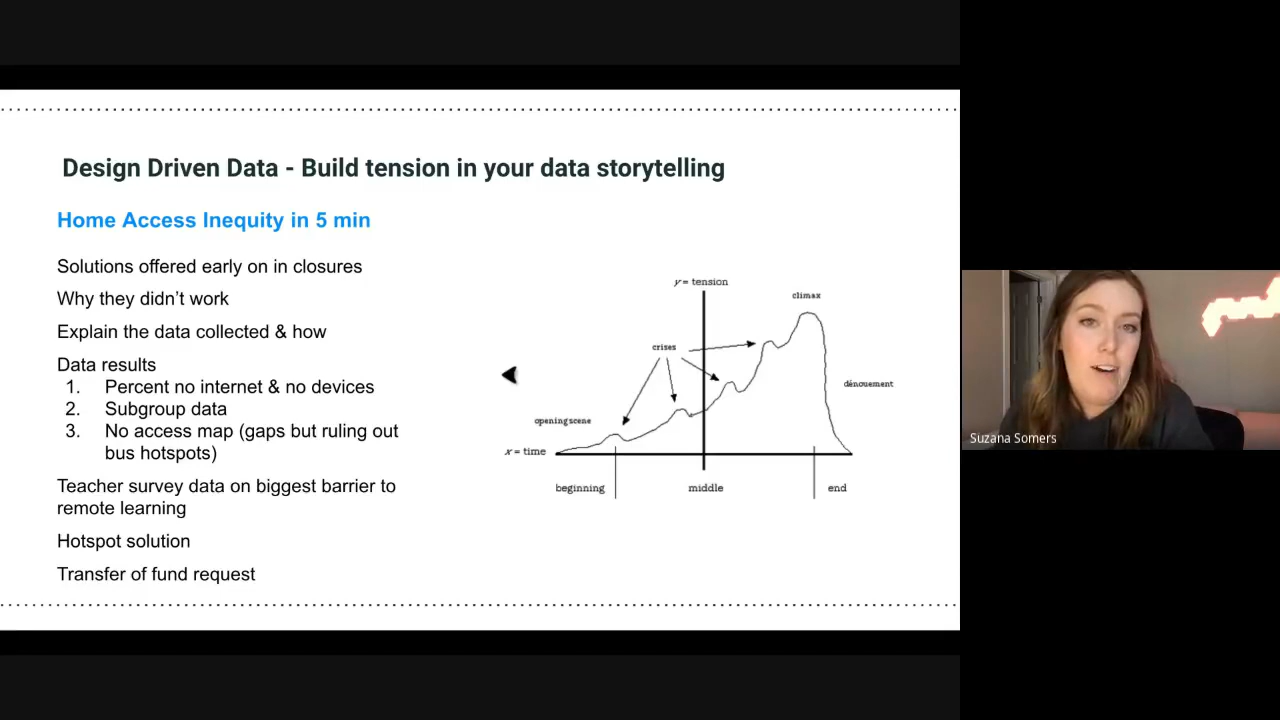 Design Driven Data - Build tension in your data storytelling
Home Access Inequity in 5 min
Solutions offered early on in closures
Why they didn’t work
Explain the data collected & how
Data results
1. Percent no internet & no devices
2. Subgroup data
3. No access map (gaps but ruling out
bus hotspots)
Teacher survey data on biggest barrier to
remote learning
Hotspot solution
Transfer of fund request
y = tension
climax
crises
dénouement
opening scene
x = time
beginning
middle
end
Suzana Somers